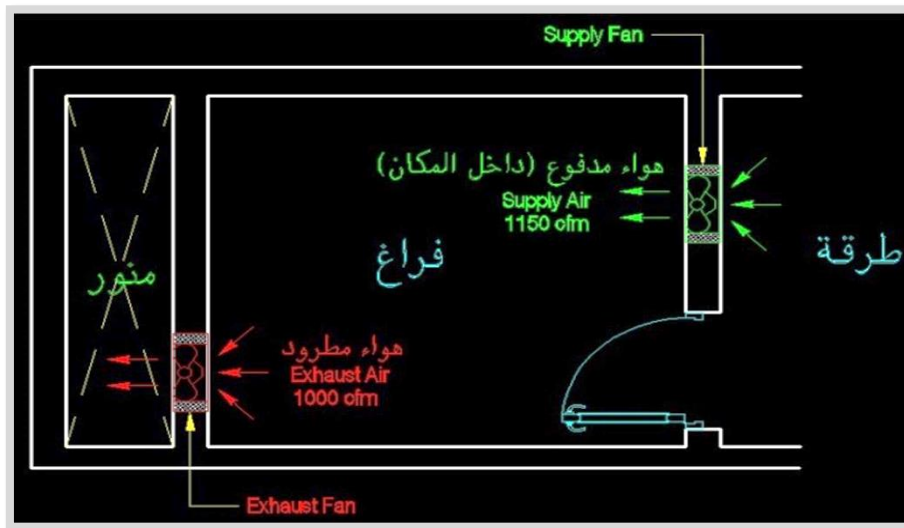 Supply Fan
هواء مدفوع (داخل المكان)
Supply Air
1150 cfm
طرقة
فراغ
منور
هواء مطرود
Exhaust Air
1000 cfm
Exhaust Fan